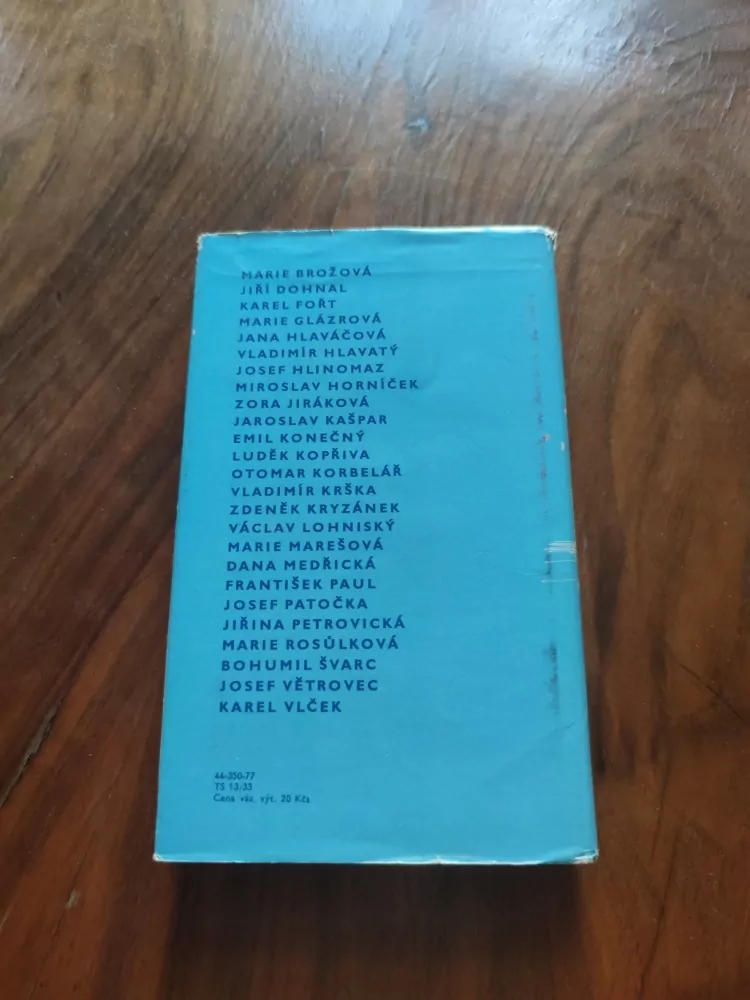 MARIE BROŽOVÁ
JIŘÍ DOHNAL
KAREL FOŘT
MARIE GLÁZROVÁ
JANA HLAVÁČOVÁ
VLADIMÍR HLAVATÝ
JOSEF HLINOMAZ
MIROSLAV HORNÍČEK
ZORA JIRÁKOVÁ
JAROSLAV KAŠPAR
EMIL KONEČNÝ
LUDĚK KOPŘIVA
OTOMAR KORBELÁŘ
VLADIMÍR KRŠKA
ZDENĚK KRYZÁNEK
VÁCLAV LOHNISKÝ
MARIE MAREŠOVÁ
DANA MEDŘICKÁ
FRANTIŠEK PAUL
JOSEF PATOČKA
JIŘINA PETROVICKÁ
MARIE ROSŮLKOVÁ
BOHUMIL ŠVARC
JOSEF VĚTROVEC
KAREL VLČEK
44-350-77
TS 13/33
Cena váz. výt. 20 Kčs